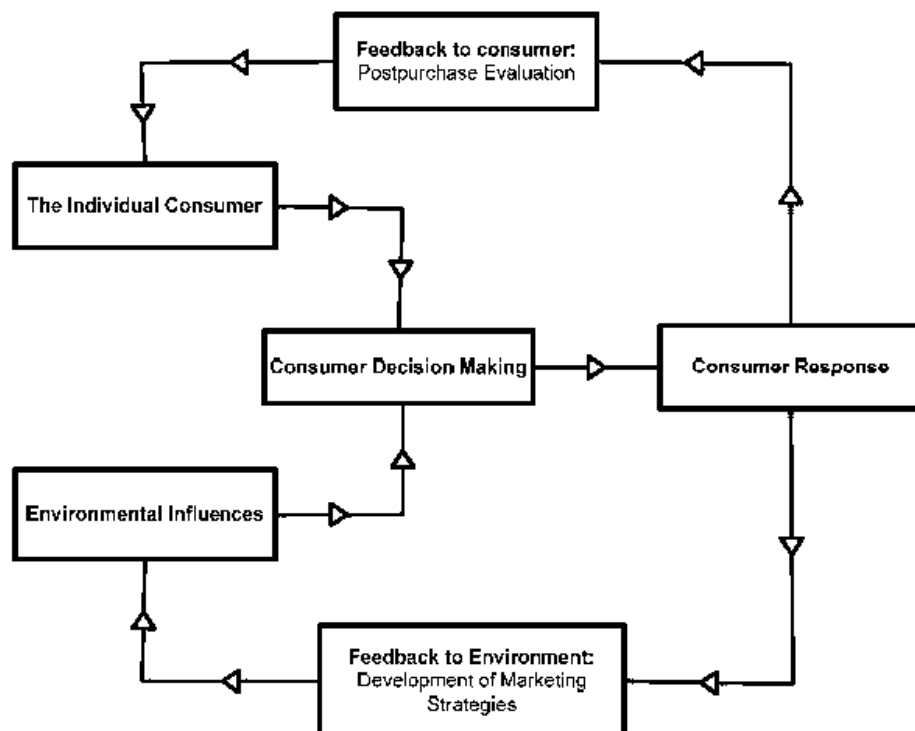 Feedback to consumer:
Postpurchase Evaluation
The Individual Consumer
Consumer Decision Making
Consumer Response
Environmental Influences
Feedback to Environment:
Development of Marketing
Strategies